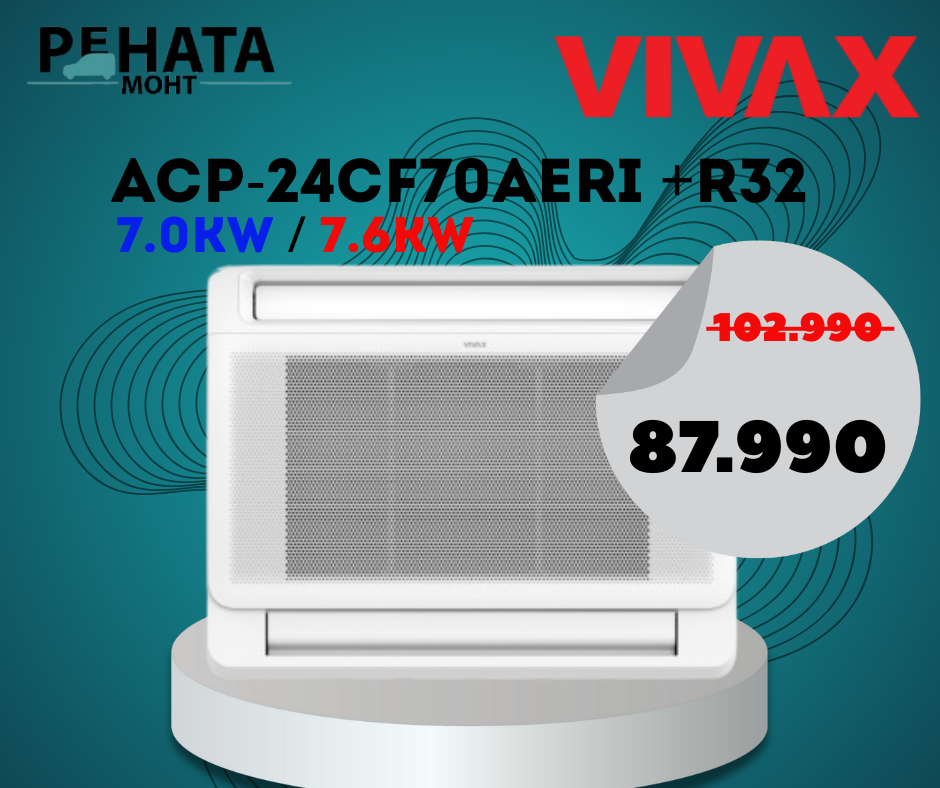 РЕНАТА
МОНТ
VIVAX
ACP-24CF70AERI +R32
7.0KW / 7.6KW
VIVAX
102.990
87.990